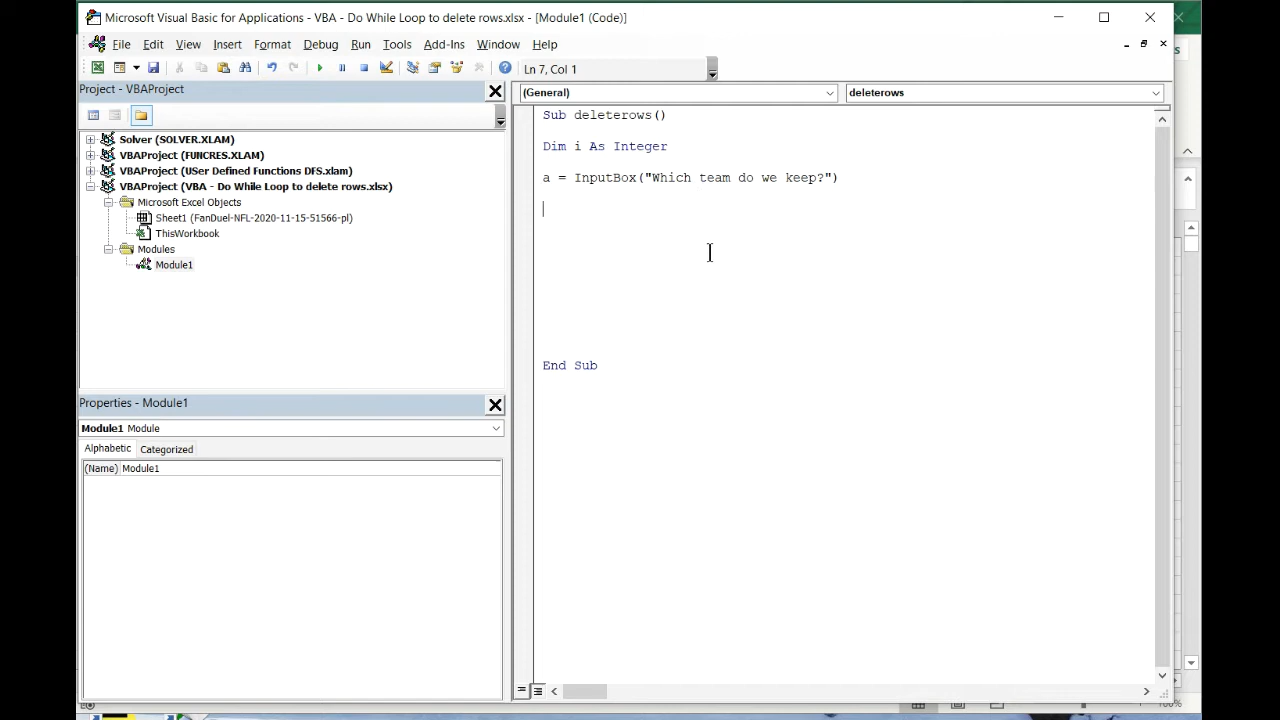 Microsoft Visual Basic for Applications - VBA - Do While Loop to delete rows.xlsx - [Module1 (Code)]
File Edit View Insert Format Debug Run Tools Add-Ins Window Help
Ln 7, Col 1
Project - VBAProject
(General)
deleterows
Solver (SOLVER.XLAM)
VBAProject (FUNCRES.XLAM)
VBAProject (USer Defined Functions DFS.xlam)
VBAProject (VBA - Do While Loop to delete rows.xlsx)
Microsoft Excel Objects
Sheet1 (FanDuel-NFL-2020-11-15-51566-pl)
ThisWorkbook
Modules
Module1
Sub deleterows()
Dim i As Integer
a = InputBox("Which team do we keep?")
End Sub
Properties - Module1
Module1 Module
Alphabetic Categorized
(Name) Module1